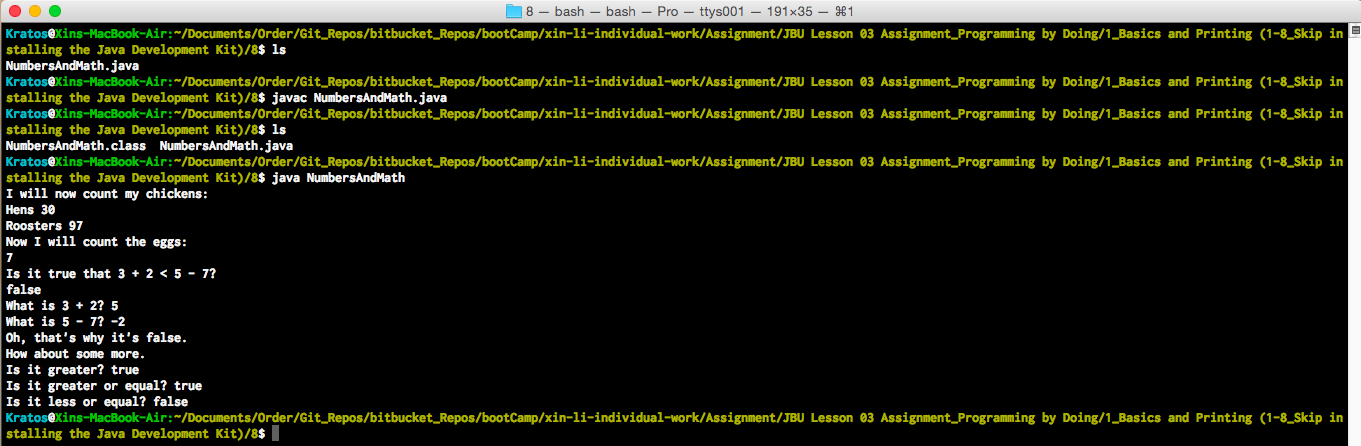 8 — bash — bash — Pro — ttys001 — 191×35 — ⌘1
Kratos@Xins-MacBook-Air:~/Documents/Order/Git_Repos/bitbucket_Repos/bootCamp/xin-li-individual-work/Assignment/JBU Lesson 03 Assignment_Programming by Doing/1_Basics and Printing (1-8_Skip in
stalling the Java Development Kit)/8$ ls
NumbersAndMath.java
Kratos@Xins-MacBook-Air:~/Documents/Order/Git_Repos/bitbucket_Repos/bootCamp/xin-li-individual-work/Assignment/JBU Lesson 03 Assignment_Programming by Doing/1_Basics and Printing (1-8_Skip in
stalling the Java Development Kit)/8$ javac NumbersAndMath.java
Kratos@Xins-MacBook-Air:~/Documents/Order/Git_Repos/bitbucket_Repos/bootCamp/xin-li-individual-work/Assignment/JBU Lesson 03 Assignment_Programming by Doing/1_Basics and Printing (1-8_Skip in
stalling the Java Development Kit)/8$ ls
NumbersAndMath.class  NumbersAndMath.java
Kratos@Xins-MacBook-Air:~/Documents/Order/Git_Repos/bitbucket_Repos/bootCamp/xin-li-individual-work/Assignment/JBU Lesson 03 Assignment_Programming by Doing/1_Basics and Printing (1-8_Skip in
stalling the Java Development Kit)/8$ java NumbersAndMath
I will now count my chickens:
Hens 30
Roosters 97
Now I will count the eggs:
7
Is it true that 3 + 2 < 5 - 7?
false
What is 3 + 2? 5
What is 5 - 7? -2
Oh, that's why it's false.
How about some more.
Is it greater? true
Is it greater or equal? true
Is it less or equal? false
Kratos@Xins-MacBook-Air:~/Documents/Order/Git_Repos/bitbucket_Repos/bootCamp/xin-li-individual-work/Assignment/JBU Lesson 03 Assignment_Programming by Doing/1_Basics and Printing (1-8_Skip in
stalling the Java Development Kit)/8$